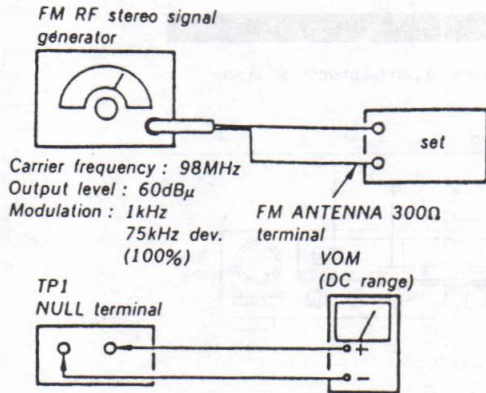 FM RF stereo signal
generator
set
Carrier frequency : 98MHz
Output level : 60dBμ
Modulation : 1kHz
75kHz dev.
(100%)
FM ANTENNA 300Ω
terminal
TP1
NULL terminal
VOM
(DC range)
+
−